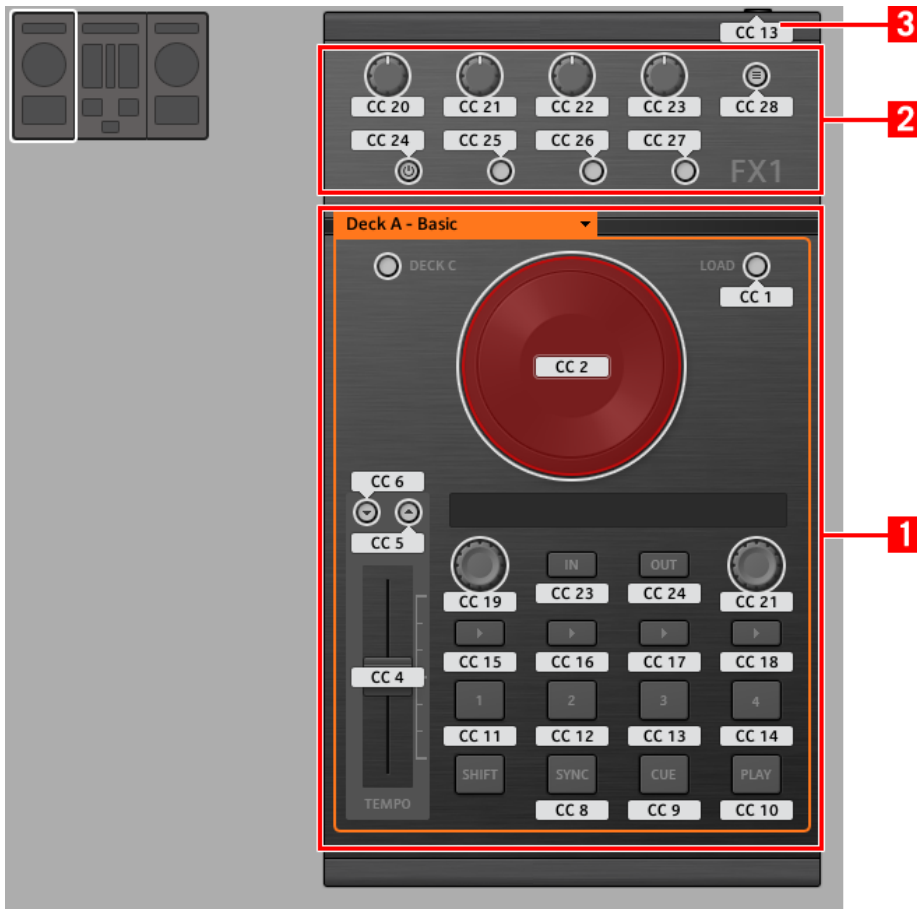 CC 13
3
CC 20 CC 21 CC 22 CC 23 CC 28
2
CC 24 CC 25 CC 26 CC 27
FX1
Deck A - Basic
DECK C
LOAD
CC 1
CC 2
CC 6
CC 5
1
IN OUT
CC 19 CC 23 CC 24 CC 21
CC 15 CC 16 CC 17 CC 18
CC 4
1 2 3 4
CC 11 CC 12 CC 13 CC 14
SHIFT SYNC CUE PLAY
TEMPO
CC 8 CC 9 CC 10